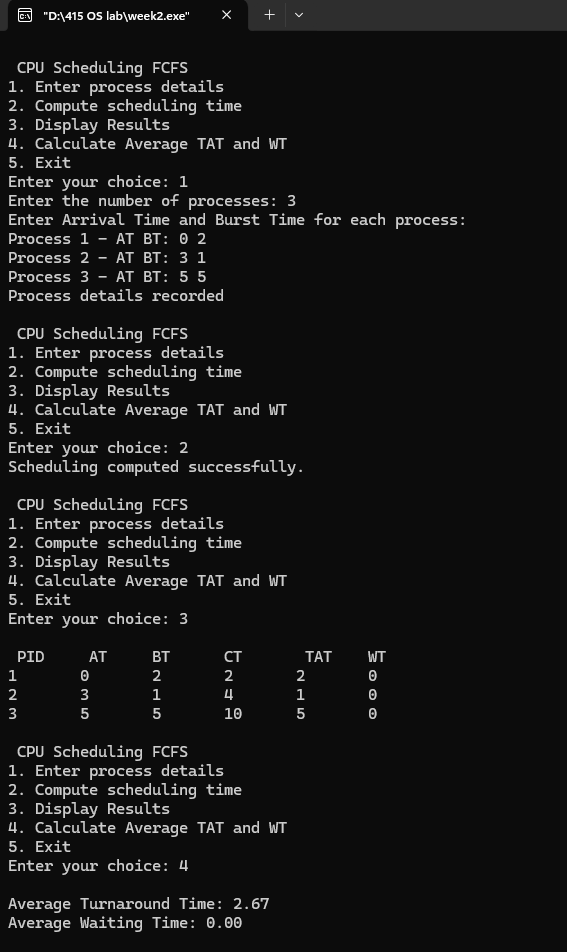 "D:\415 OS lab\week2.exe"
CPU Scheduling FCFS
1. Enter process details
2. Compute scheduling time
3. Display Results
4. Calculate Average TAT and WT
5. Exit
Enter your choice: 1
Enter the number of processes: 3
Enter Arrival Time and Burst Time for each process:
Process 1 - AT BT: 0 2
Process 2 - AT BT: 3 1
Process 3 - AT BT: 5 5
Process details recorded
CPU Scheduling FCFS
1. Enter process details
2. Compute scheduling time
3. Display Results
4. Calculate Average TAT and WT
5. Exit
Enter your choice: 2
Scheduling computed successfully.
CPU Scheduling FCFS
1. Enter process details
2. Compute scheduling time
3. Display Results
4. Calculate Average TAT and WT
5. Exit
Enter your choice: 3
PID AT BT CT TAT WT
1 0 2 2 2 0
2 3 1 4 1 0
3 5 5 10 5 0
CPU Scheduling FCFS
1. Enter process details
2. Compute scheduling time
3. Display Results
4. Calculate Average TAT and WT
5. Exit
Enter your choice: 4
Average Turnaround Time: 2.67
Average Waiting Time: 0.00